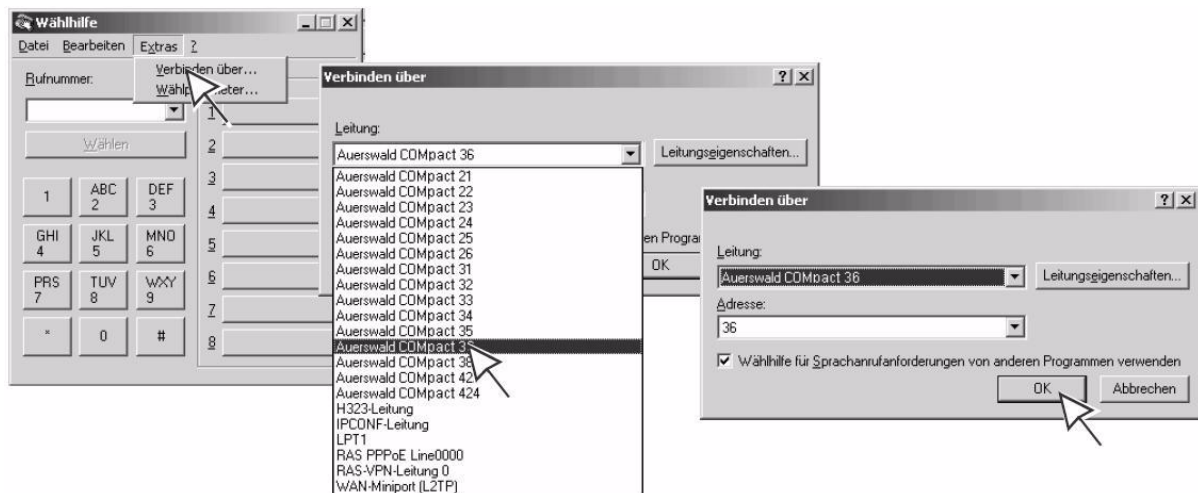 Wählhilfe
Datei Bearbeiten Extras ?
Verbinden über...
Rufnummer:
Wählen
1
ABC 2
DEF 3
GHI 4
JKL 5
MNO 6
PRS 7
TUV 8
WXY 9
*
0
#
1
2
3
4
5
6
7
8
Verbinden über
Leitung:
Auerswald COMpact 36
Leitungseigenschaften...
Auerswald COMpact 21
Auerswald COMpact 22
Auerswald COMpact 23
Auerswald COMpact 24
Auerswald COMpact 25
Auerswald COMpact 26
Auerswald COMpact 31
Auerswald COMpact 32
Auerswald COMpact 33
Auerswald COMpact 34
Auerswald COMpact 35
Auerswald COMpact
Auerswald COMpact 38
Auerswald COMpact 42
Auerswald COMpact 424
H323-Leitung
IPCONF-Leitung
LPT1
RAS PPPoE Line0000
RAS-VPN-Leitung 0
WAN-Miniport (L2TP)
OK
Verbinden über
Leitung:
Auerswald COMpact 36
Leitungseigenschaften...
Adresse:
36
Wählhilfe für Sprachanrufanforderungen von anderen Programmen verwenden
OK
Abbrechen